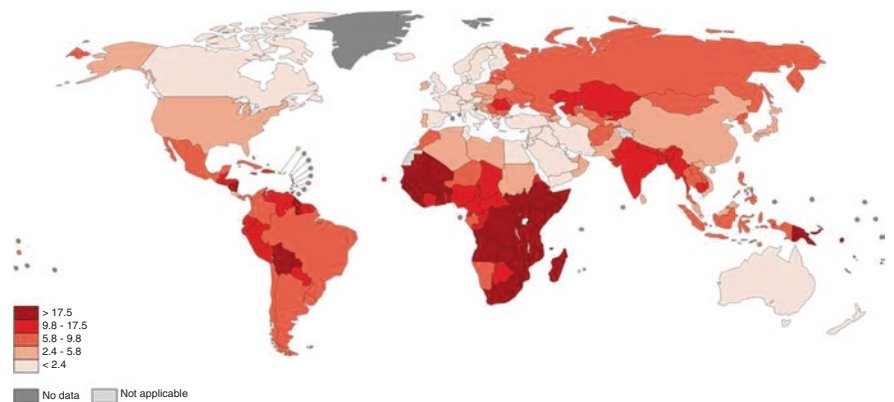 > 17.5
9.8 - 17.5
5.8 - 9.8
2.4 - 5.8
< 2.4
No data
Not applicable